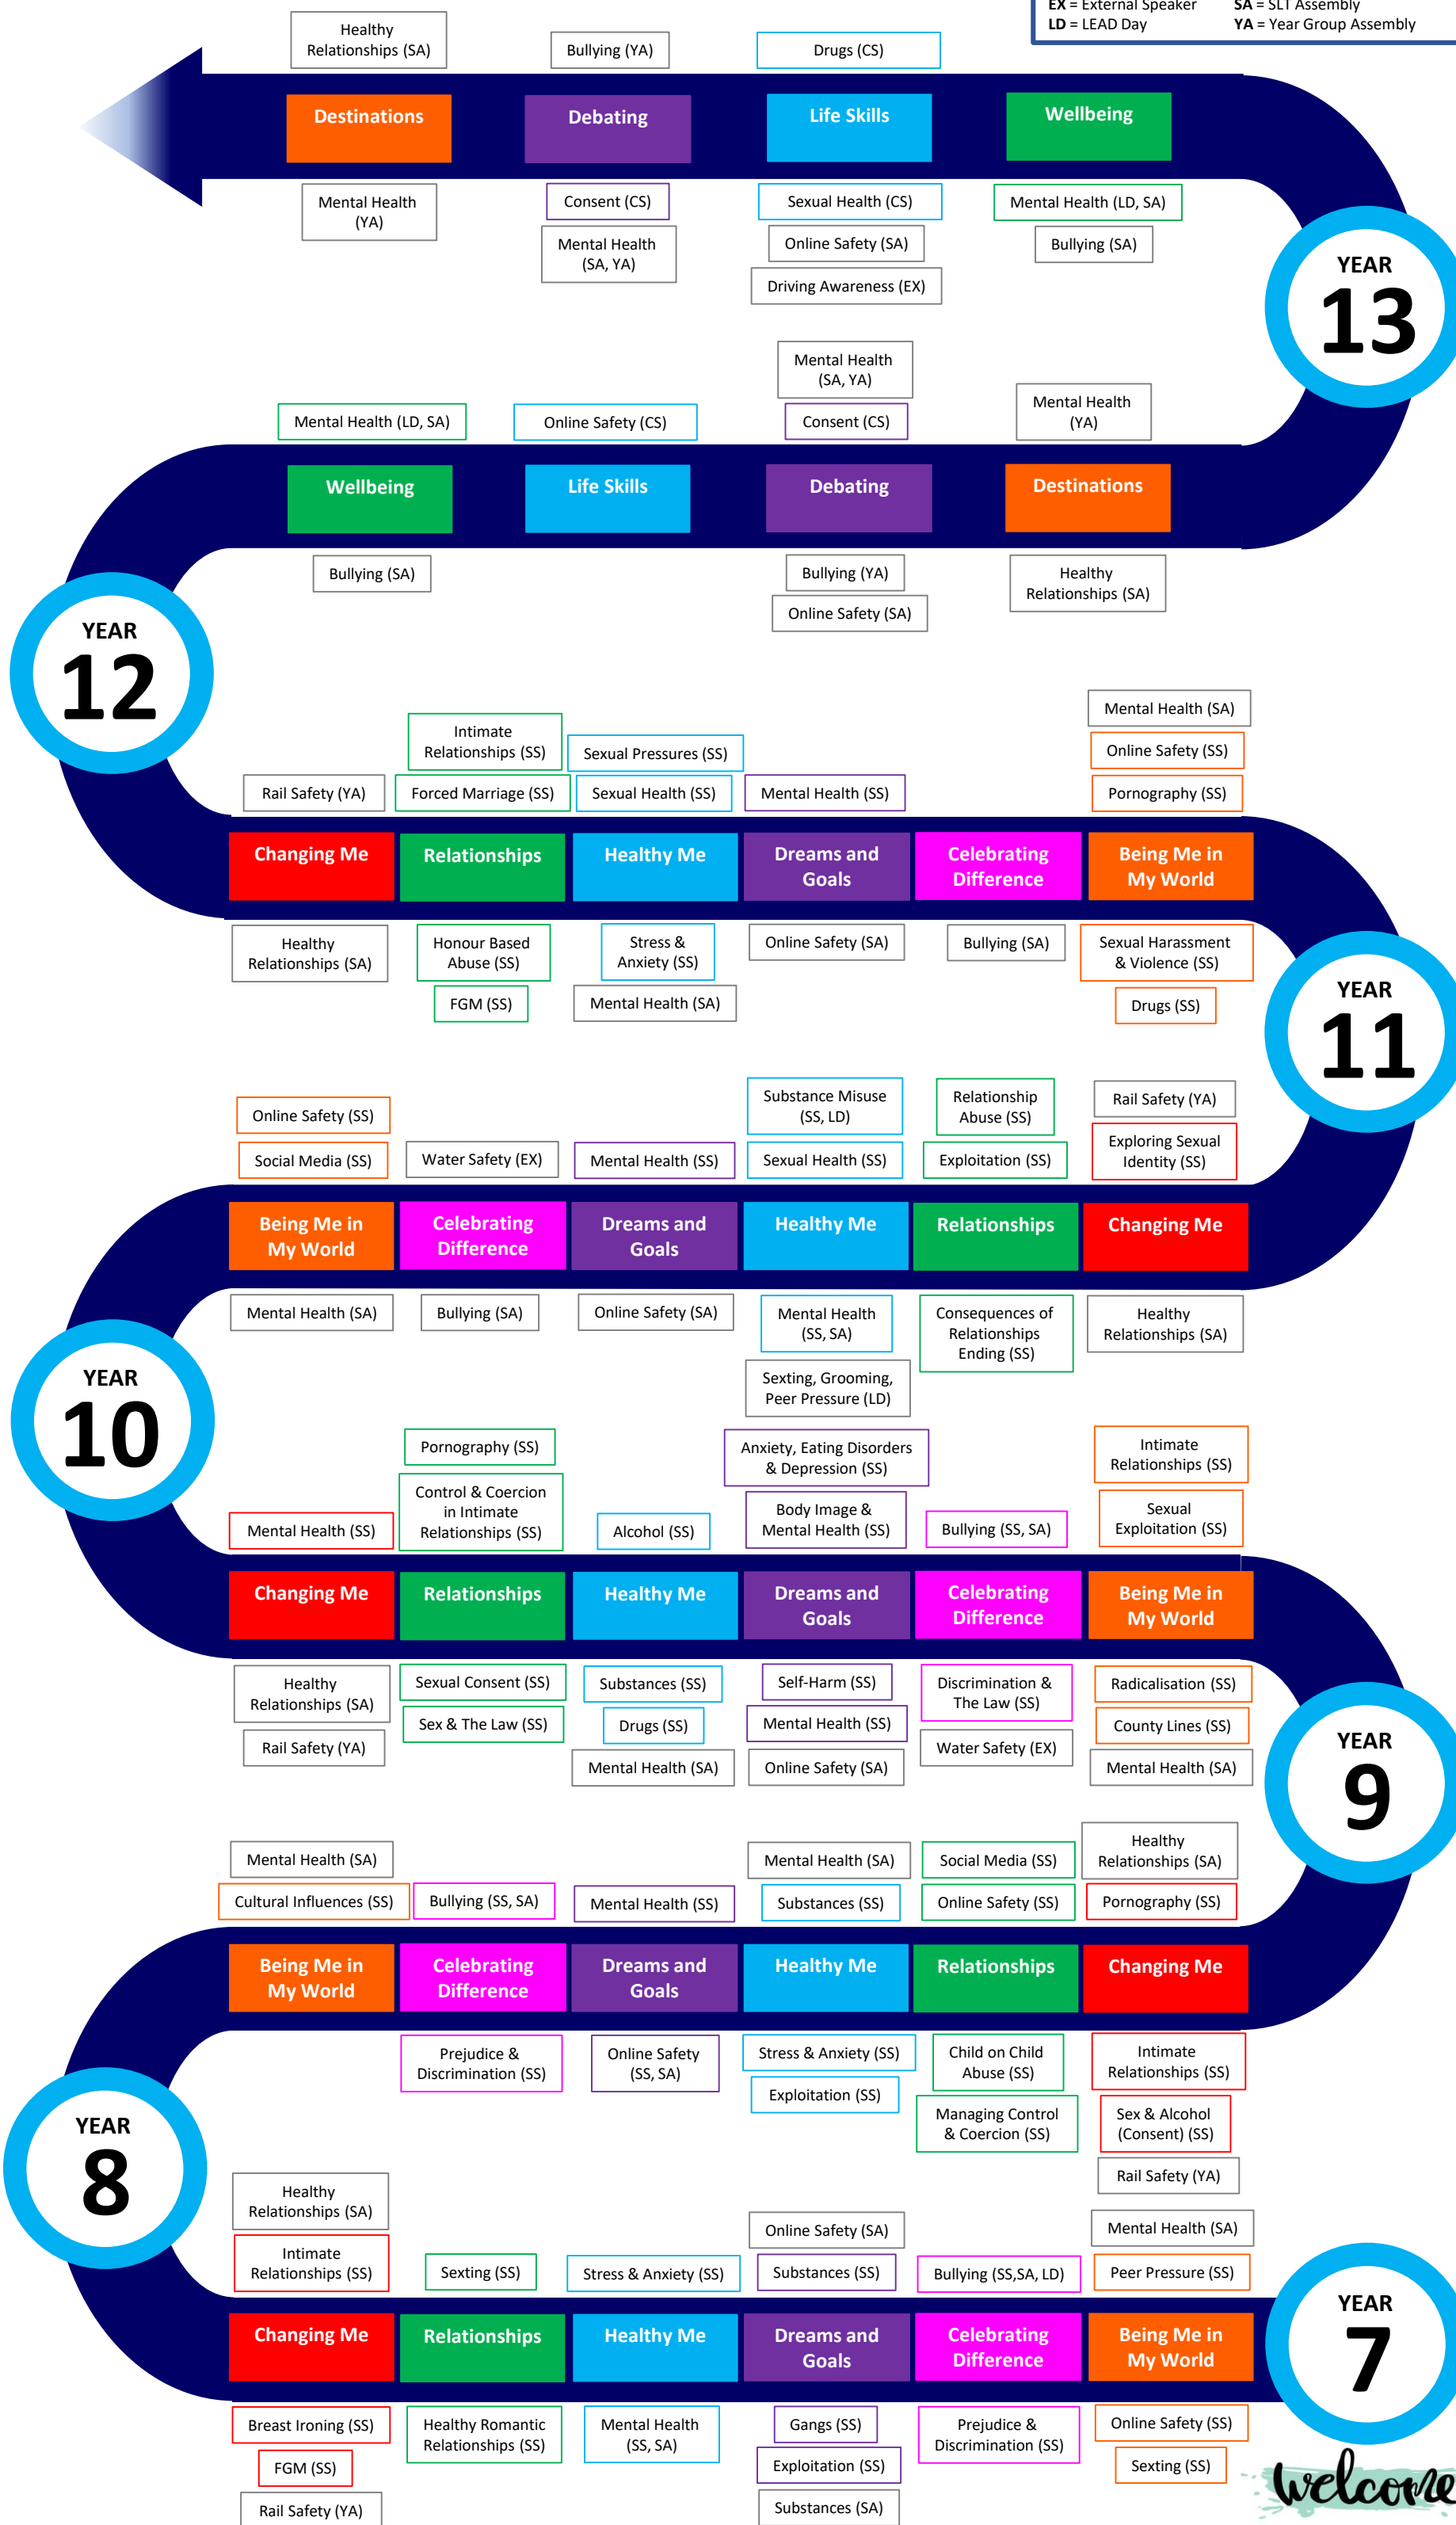 EX = External Speaker SA = SLT Assembly
LD = LEAD Day YA = Year Group Assembly
Healthy
Relationships (SA)
Bullying (YA)
Drugs (CS)
Destinations
Debating
Life Skills
Wellbeing
Mental Health
(YA)
Consent (CS)
Mental Health
(SA, YA)
Sexual Health (CS)
Online Safety (SA)
Driving Awareness (EX)
Mental Health (LD, SA)
Bullying (SA)
YEAR
13
Mental Health (LD, SA)
Online Safety (CS)
Mental Health
(SA, YA)
Consent (CS)
Mental Health
(YA)
Wellbeing
Life Skills
Debating
Destinations
Bullying (SA)
Bullying (YA)
Online Safety (SA)
Healthy
Relationships (SA)
YEAR
12
Rail Safety (YA)
Intimate
Relationships (SS)
Forced Marriage (SS)
Sexual Pressures (SS)
Sexual Health (SS)
Mental Health (SS)
Mental Health (SA)
Online Safety (SS)
Pornography (SS)
Changing Me
Relationships
Healthy Me
Dreams and
Goals
Celebrating
Difference
Being Me in
My World
Healthy
Relationships (SA)
Honour Based
Abuse (SS)
FGM (SS)
Stress &
Anxiety (SS)
Mental Health (SA)
Online Safety (SA)
Bullying (SA)
Sexual Harassment
& Violence (SS)
Drugs (SS)
YEAR
11
Online Safety (SS)
Social Media (SS)
Water Safety (EX)
Mental Health (SS)
Substance Misuse
(SS, LD)
Sexual Health (SS)
Relationship
Abuse (SS)
Exploitation (SS)
Rail Safety (YA)
Exploring Sexual
Identity (SS)
Being Me in
My World
Celebrating
Difference
Dreams and
Goals
Healthy Me
Relationships
Changing Me
Mental Health (SA)
Bullying (SA)
Online Safety (SA)
Mental Health
(SS, SA)
Sexting, Grooming,
Peer Pressure (LD)
Consequences of
Relationships
Ending (SS)
Healthy
Relationships (SA)
YEAR
10
Mental Health (SS)
Pornography (SS)
Control & Coercion
in Intimate
Relationships (SS)
Alcohol (SS)
Anxiety, Eating Disorders
& Depression (SS)
Body Image &
Mental Health (SS)
Bullying (SS, SA)
Intimate
Relationships (SS)
Sexual
Exploitation (SS)
Changing Me
Relationships
Healthy Me
Dreams and
Goals
Celebrating
Difference
Being Me in
My World
Healthy
Relationships (SA)
Rail Safety (YA)
Sexual Consent (SS)
Sex & The Law (SS)
Substances (SS)
Drugs (SS)
Mental Health (SA)
Self-Harm (SS)
Mental Health (SS)
Online Safety (SA)
Discrimination &
The Law (SS)
Water Safety (EX)
Radicalisation (SS)
County Lines (SS)
Mental Health (SA)
YEAR
9
Mental Health (SA)
Cultural Influences (SS)
Bullying (SS, SA)
Mental Health (SS)
Mental Health (SA)
Substances (SS)
Social Media (SS)
Online Safety (SS)
Healthy
Relationships (SA)
Pornography (SS)
Being Me in
My World
Celebrating
Difference
Dreams and
Goals
Healthy Me
Relationships
Changing Me
Prejudice &
Discrimination (SS)
Online Safety
(SS, SA)
Stress & Anxiety (SS)
Exploitation (SS)
Child on Child
Abuse (SS)
Managing Control
& Coercion (SS)
Intimate
Relationships (SS)
Sex & Alcohol
(Consent) (SS)
Rail Safety (YA)
YEAR
8
Healthy
Relationships (SA)
Intimate
Relationships (SS)
Sexting (SS)
Stress & Anxiety (SS)
Online Safety (SA)
Substances (SS)
Bullying (SS,SA, LD)
Mental Health (SA)
Peer Pressure (SS)
Changing Me
Relationships
Healthy Me
Dreams and
Goals
Celebrating
Difference
Being Me in
My World
YEAR
7
Breast Ironing (SS)
FGM (SS)
Rail Safety (YA)
Healthy Romantic
Relationships (SS)
Mental Health
(SS, SA)
Gangs (SS)
Exploitation (SS)
Substances (SA)
Prejudice &
Discrimination (SS)
Online Safety (SS)
Sexting (SS)
welcome